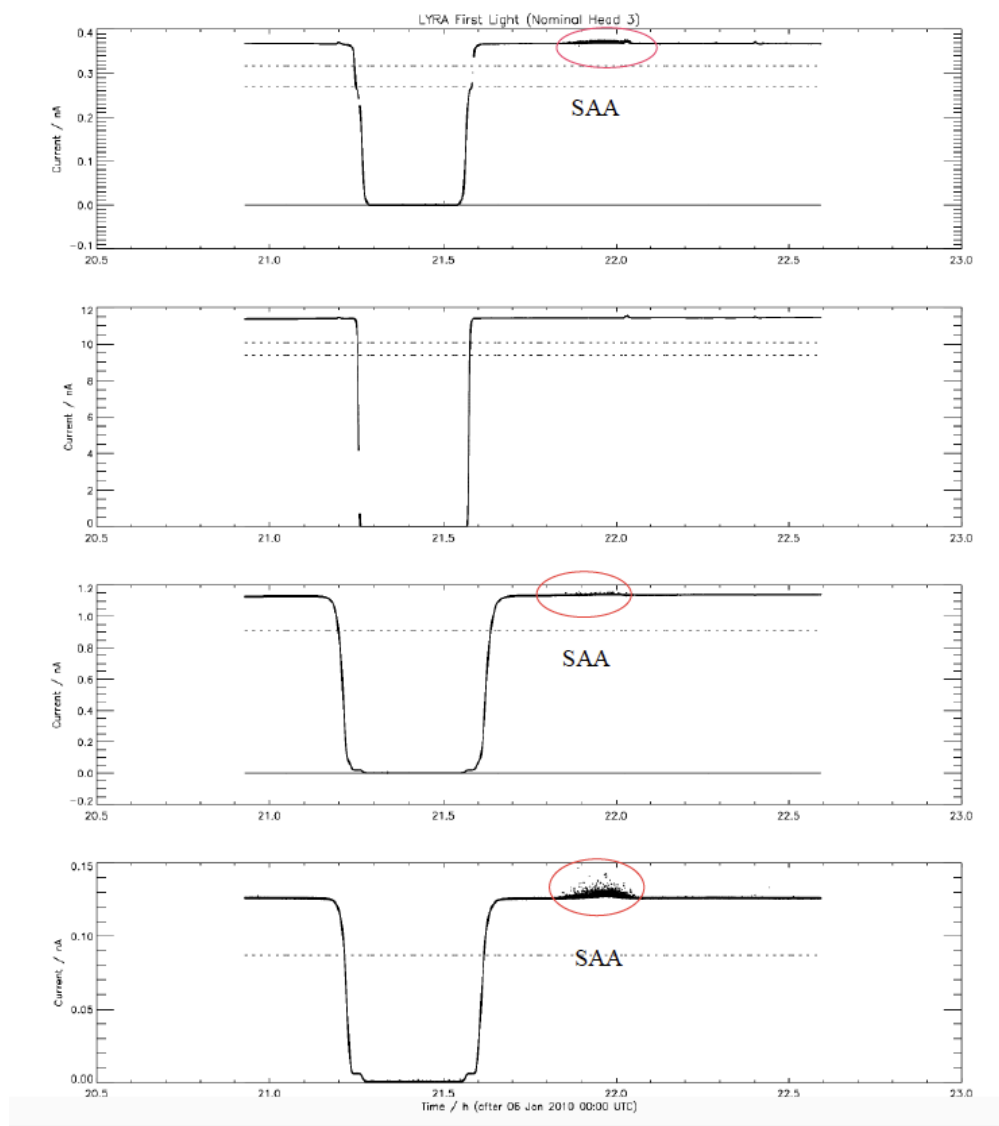 LYRA First Light (Nominal Head 3)
0.4
0.3
0.2
0.1
0.0
-0.1
Current / nA
SAA
20.5 21.0 21.5 22.0 22.5 23.0
12
10
8
6
4
2
0
Current / nA
20.5 21.0 21.5 22.0 22.5 23.0
1.2
1.0
0.8
0.6
0.4
0.2
0.0
-0.2
Current / nA
SAA
20.5 21.0 21.5 22.0 22.5 23.0
0.15
0.10
0.05
0.00
Current / nA
SAA
20.5 21.0 21.5 22.0 22.5 23.0
Time / h (after 06 Jan 2010 00:00 UTC)